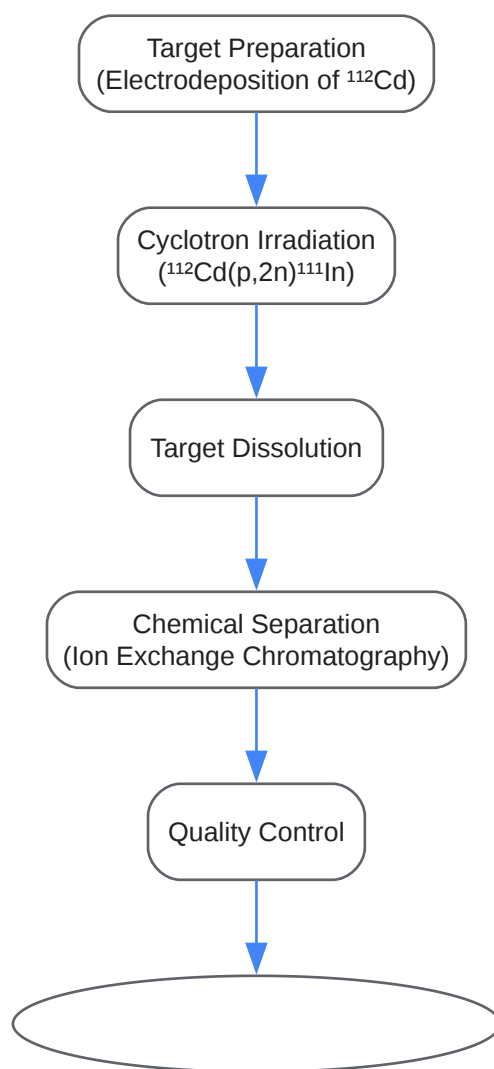 Target Preparation
(Electrodeposition of ¹¹²Cd)
Cyclotron Irradiation
(¹¹²Cd(p,2n)¹¹¹In)
Target Dissolution
Chemical Separation
(Ion Exchange Chromatography)
Quality Control